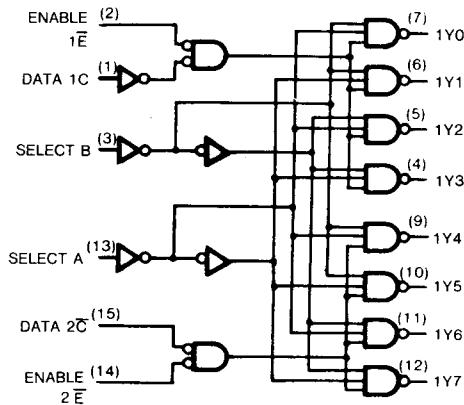 ENABLE (2)
1E̅
DATA 1C (1)
SELECT B (3)
SELECT A (13)
DATA 2C̅ (15)
ENABLE (14)
2E̅
(7) 1Y0
(6) 1Y1
(5) 1Y2
(4) 1Y3
(9) 1Y4
(10) 1Y5
(11) 1Y6
(12) 1Y7